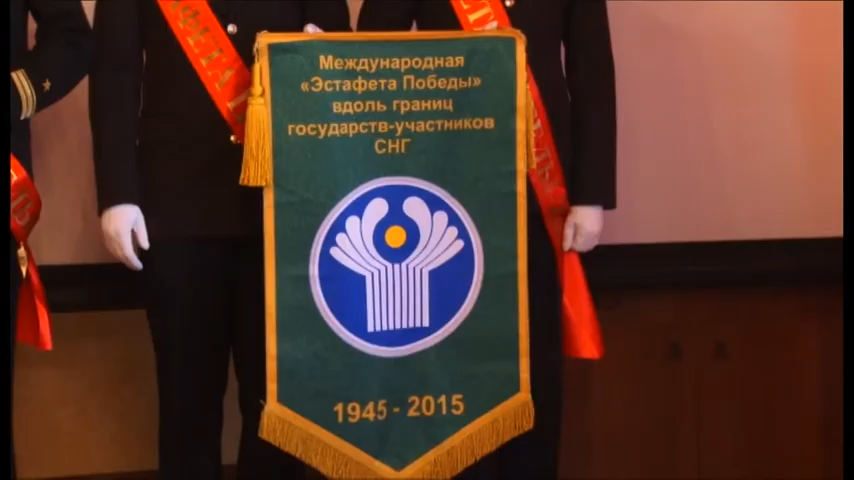 Международная
«Эстафета Победы»
вдоль границ
государств-участников
СНГ
1945 - 2015